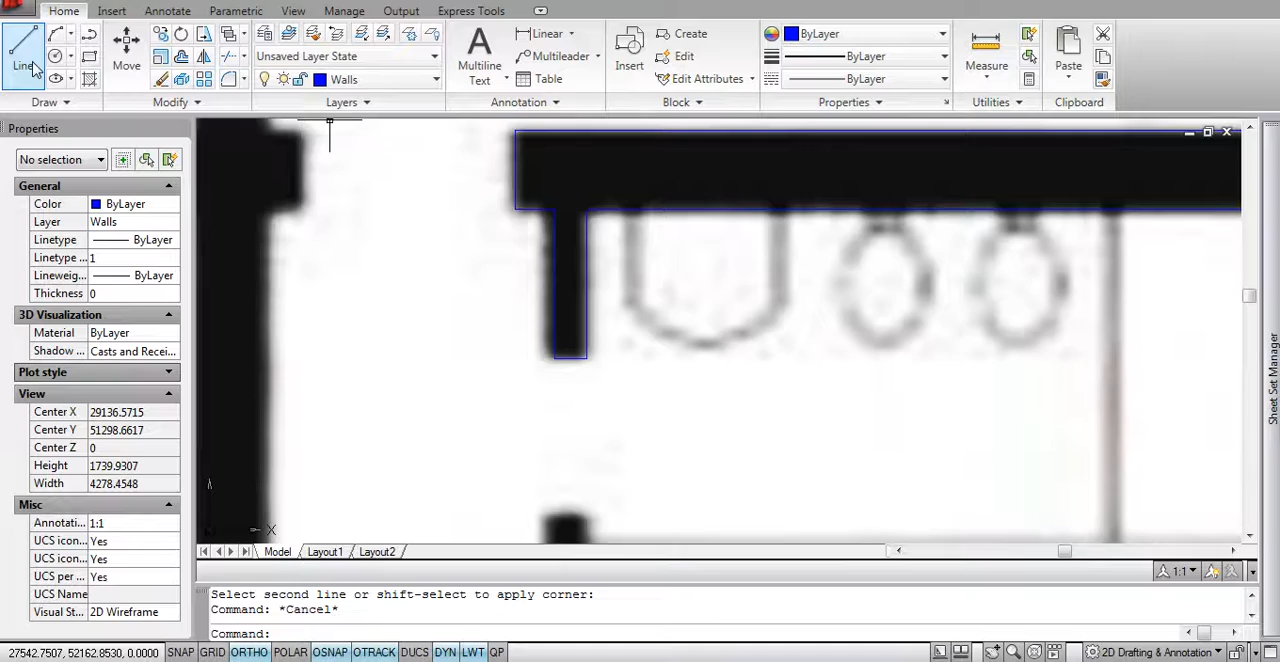 Home Insert Annotate Parametric View Manage Output Express Tools
Line
Move
Unsaved Layer State
Walls
Multiline
Text
Linear
Multileader
Table
Insert
Create
Edit
Edit Attributes
ByLayer
ByLayer
ByLayer
Measure
Paste
Draw Modify Layers Annotation Block Properties Utilities Clipboard
Properties
No selection
General
Color ByLayer
Layer Walls
Linetype ByLayer
Linetype ... 1
Lineweig... ByLayer
Thickness 0
3D Visualization
Material ByLayer
Shadow ... Casts and Recei...
Plot style
View
Center X 29136.5715
Center Y 51298.6617
Center Z 0
Height 1739.9307
Width 4278.4548
Misc
Annotati... 1:1
UCS icon... Yes
UCS icon... Yes
UCS per ... Yes
UCS Name
Visual St... 2D Wireframe
X
Sheet Set Manager
Model Layout1 Layout2
1:1
Select second line or shift-select to apply corner:
Command: *Cancel*
Command:
27542.7507, 52162.8530, 0.0000 SNAP GRID ORTHO POLAR OSNAP OTRACK DUCS DYN LWT QP 2D Drafting & Annotation